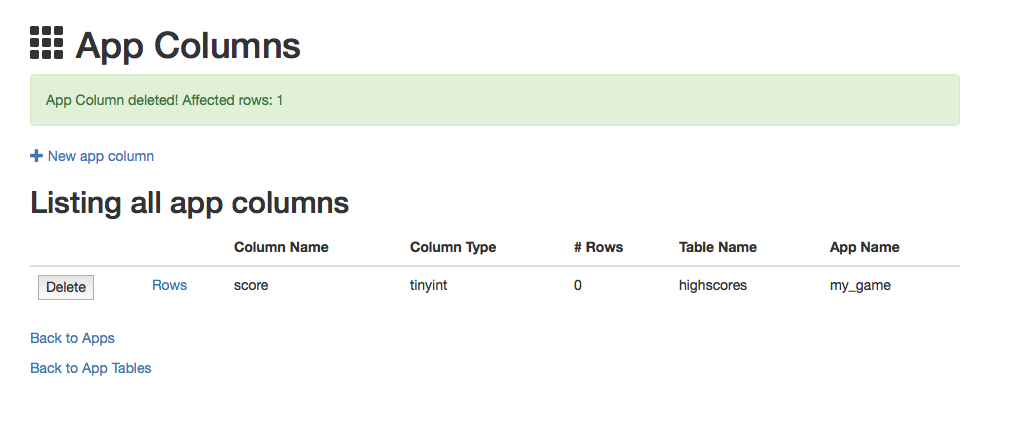 App Columns
App Column deleted! Affected rows: 1
New app column
Listing all app columns
Column Name Column Type # Rows Table Name App Name
Delete Rows score tinyint 0 highscores my_game
Back to Apps
Back to App Tables